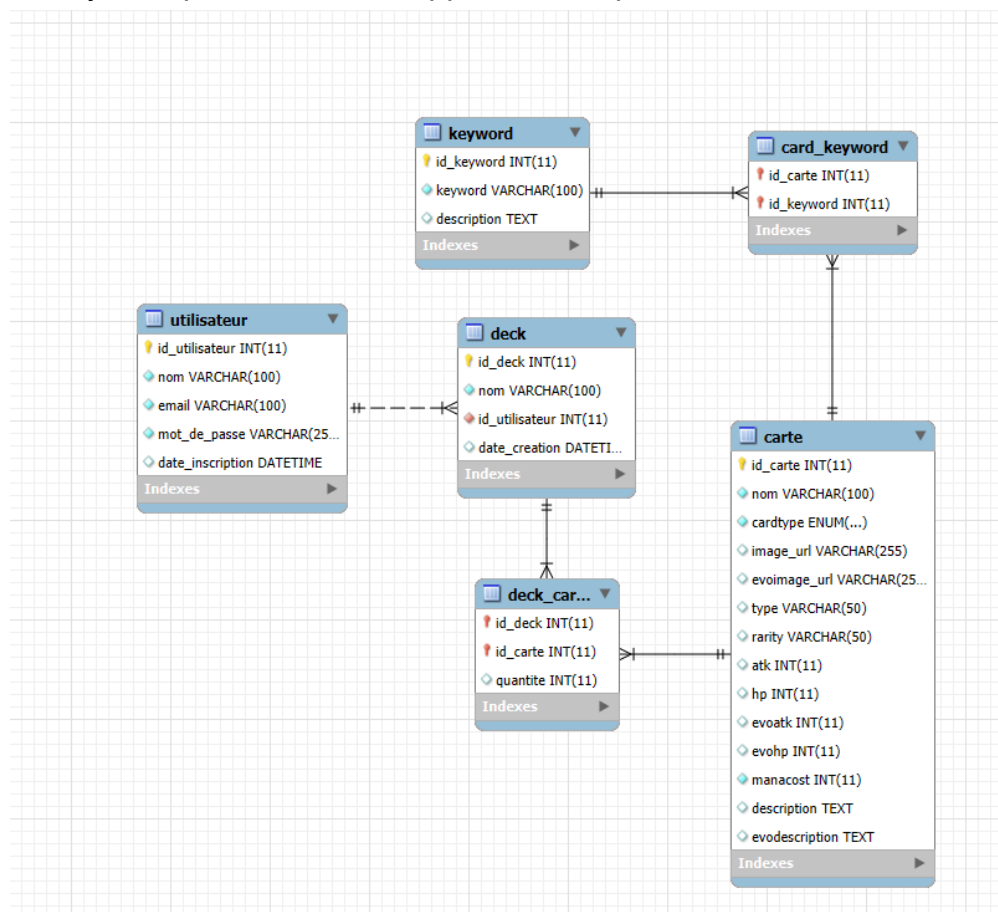 keyword
id_keyword INT(11)
keyword VARCHAR(100)
description TEXT
Indexes
card_keyword
id_carte INT(11)
id_keyword INT(11)
Indexes
utilisateur
id_utilisateur INT(11)
nom VARCHAR(100)
email VARCHAR(100)
mot_de_passe VARCHAR(25...
date_inscription DATETIME
Indexes
deck
id_deck INT(11)
nom VARCHAR(100)
id_utilisateur INT(11)
date_creation DATETI...
Indexes
deck_car...
id_deck INT(11)
id_carte INT(11)
quantite INT(11)
Indexes
carte
id_carte INT(11)
nom VARCHAR(100)
cardtype ENUM(...)
image_url VARCHAR(255)
evoimage_url VARCHAR(25...
type VARCHAR(50)
rarity VARCHAR(50)
atk INT(11)
hp INT(11)
evoatk INT(11)
evohp INT(11)
manacost INT(11)
description TEXT
evodescription TEXT
Indexes